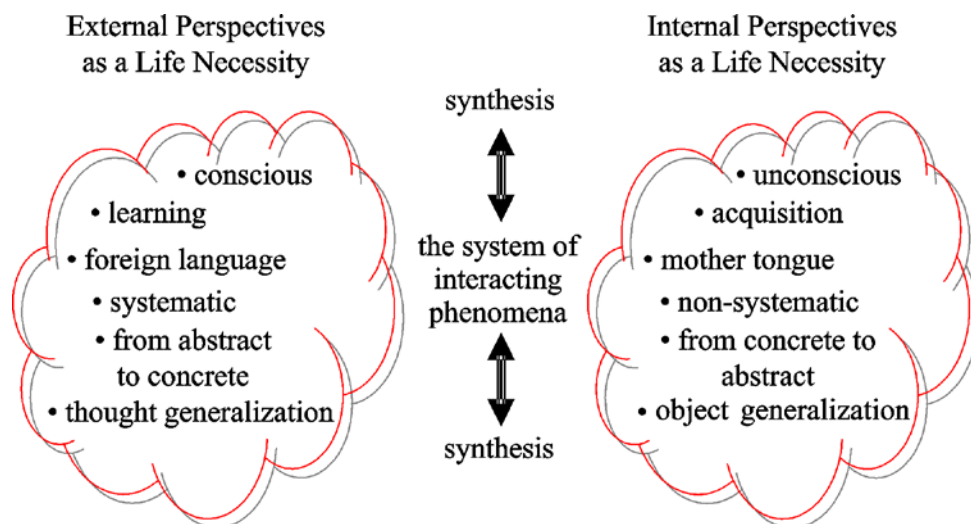 External Perspectives
as a Life Necessity
• conscious
• learning
• foreign language
• systematic
• from abstract
to concrete
• thought generalization
synthesis
the system of
interacting
phenomena
synthesis
Internal Perspectives
as a Life Necessity
• unconscious
• acquisition
• mother tongue
• non-systematic
• from concrete to
abstract
• object generalization